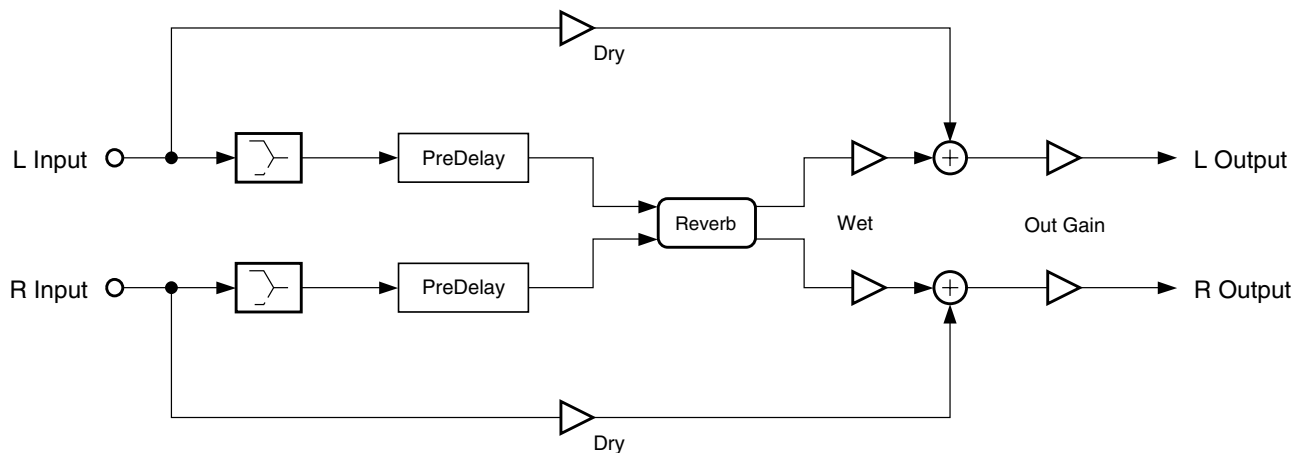 Dry
L Input
PreDelay
L Output
Reverb
Wet
Out Gain
R Input
PreDelay
R Output
Dry